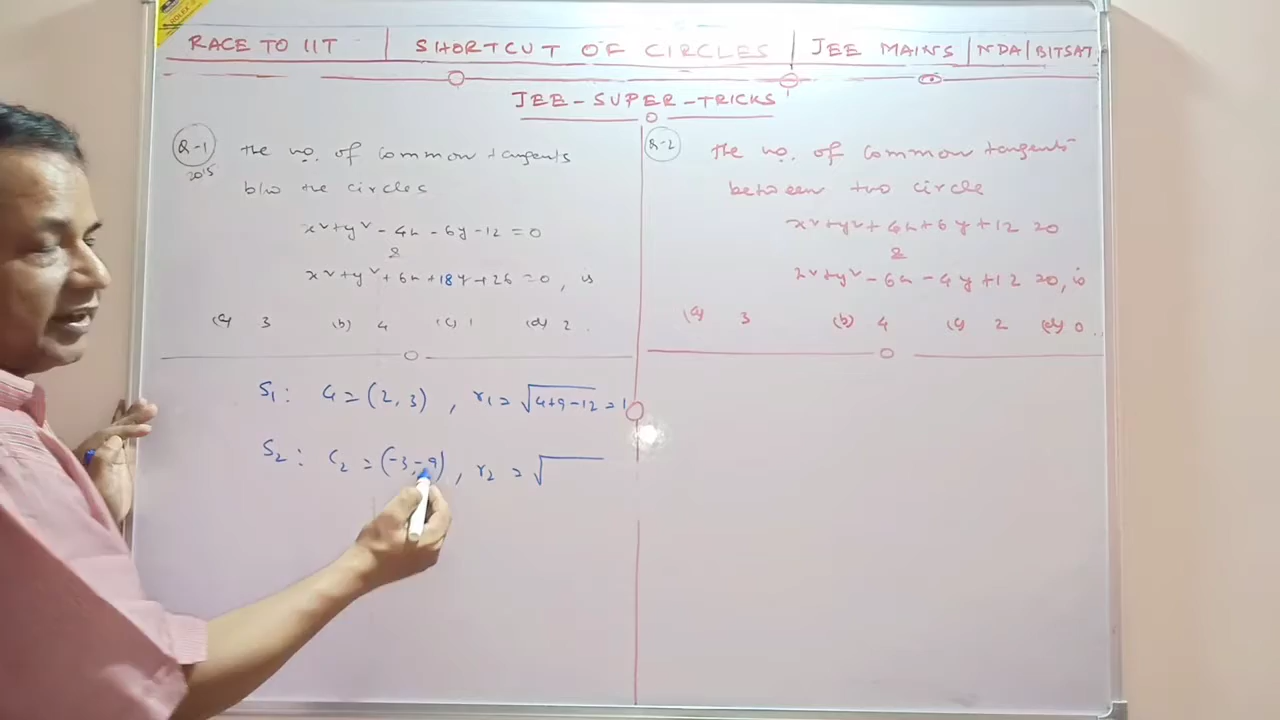 ROLEX
RACE TO IIT | SHORTCUT OF CIRCLES | JEE MAINS | NDA | BITSAT
JEE - SUPER - TRICKS
Q-1 The no. of common tangents
2015
b/w the circles
x²+y² - 4x - 6y - 12 = 0
&
x²+y² + 6x + 18y + 26 = 0, is
(a) 3 (b) 4 (c) 1 (d) 2.
S₁ : C₁ = (2, 3), r₁ = √4+9-12 = 1
S₂ : C₂ = (-3, -9), r₂ = √
Q-2 The no. of common tangents
between two circle
x²+y² + 4x + 6y + 12 = 0
&
x²+y² - 6x - 4y + 12 = 0, is
(a) 3 (b) 4 (c) 2 (d) 0.